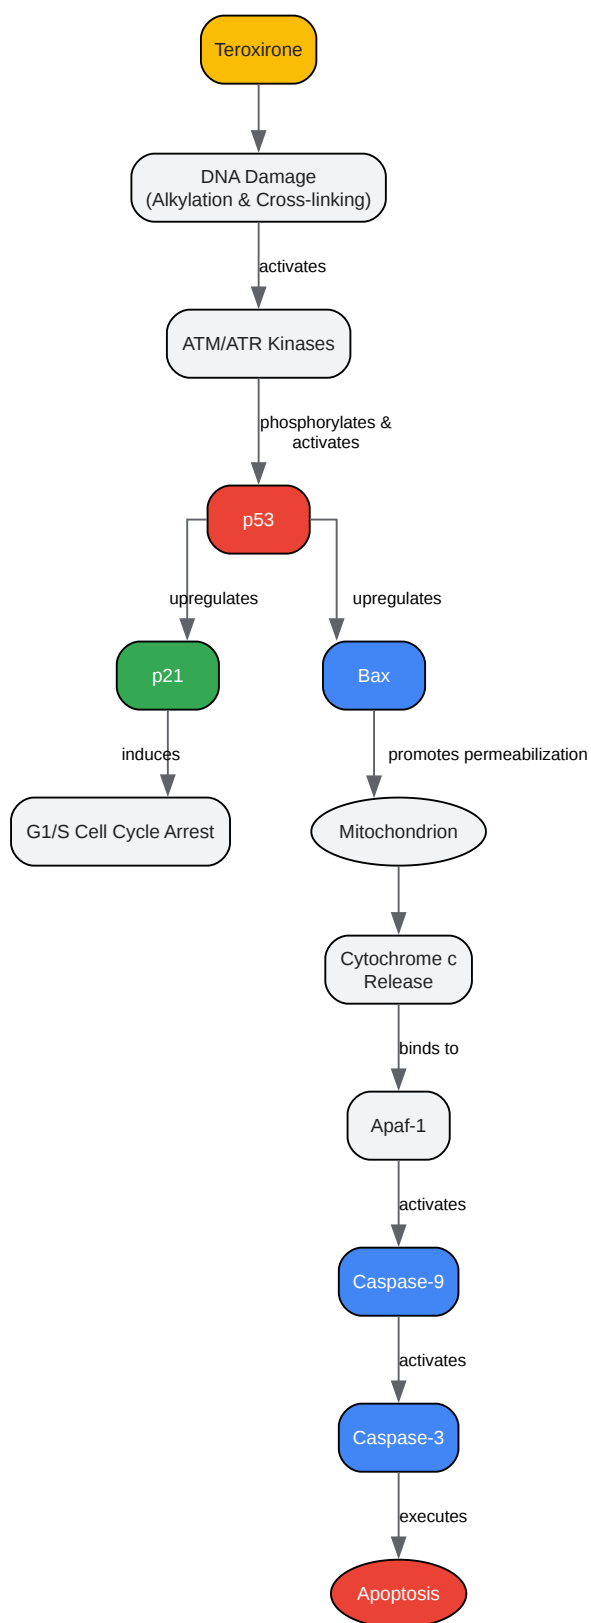 Teroxirone
DNA Damage
(Alkylation & Cross-linking)
activates
ATM/ATR Kinases
phosphorylates &
activates
p53
upregulates
upregulates
p21
Bax
induces
promotes permeabilization
G1/S Cell Cycle Arrest
Mitochondrion
Cytochrome c
Release
binds to
Apaf-1
activates
Caspase-9
activates
Caspase-3
executes
Apoptosis